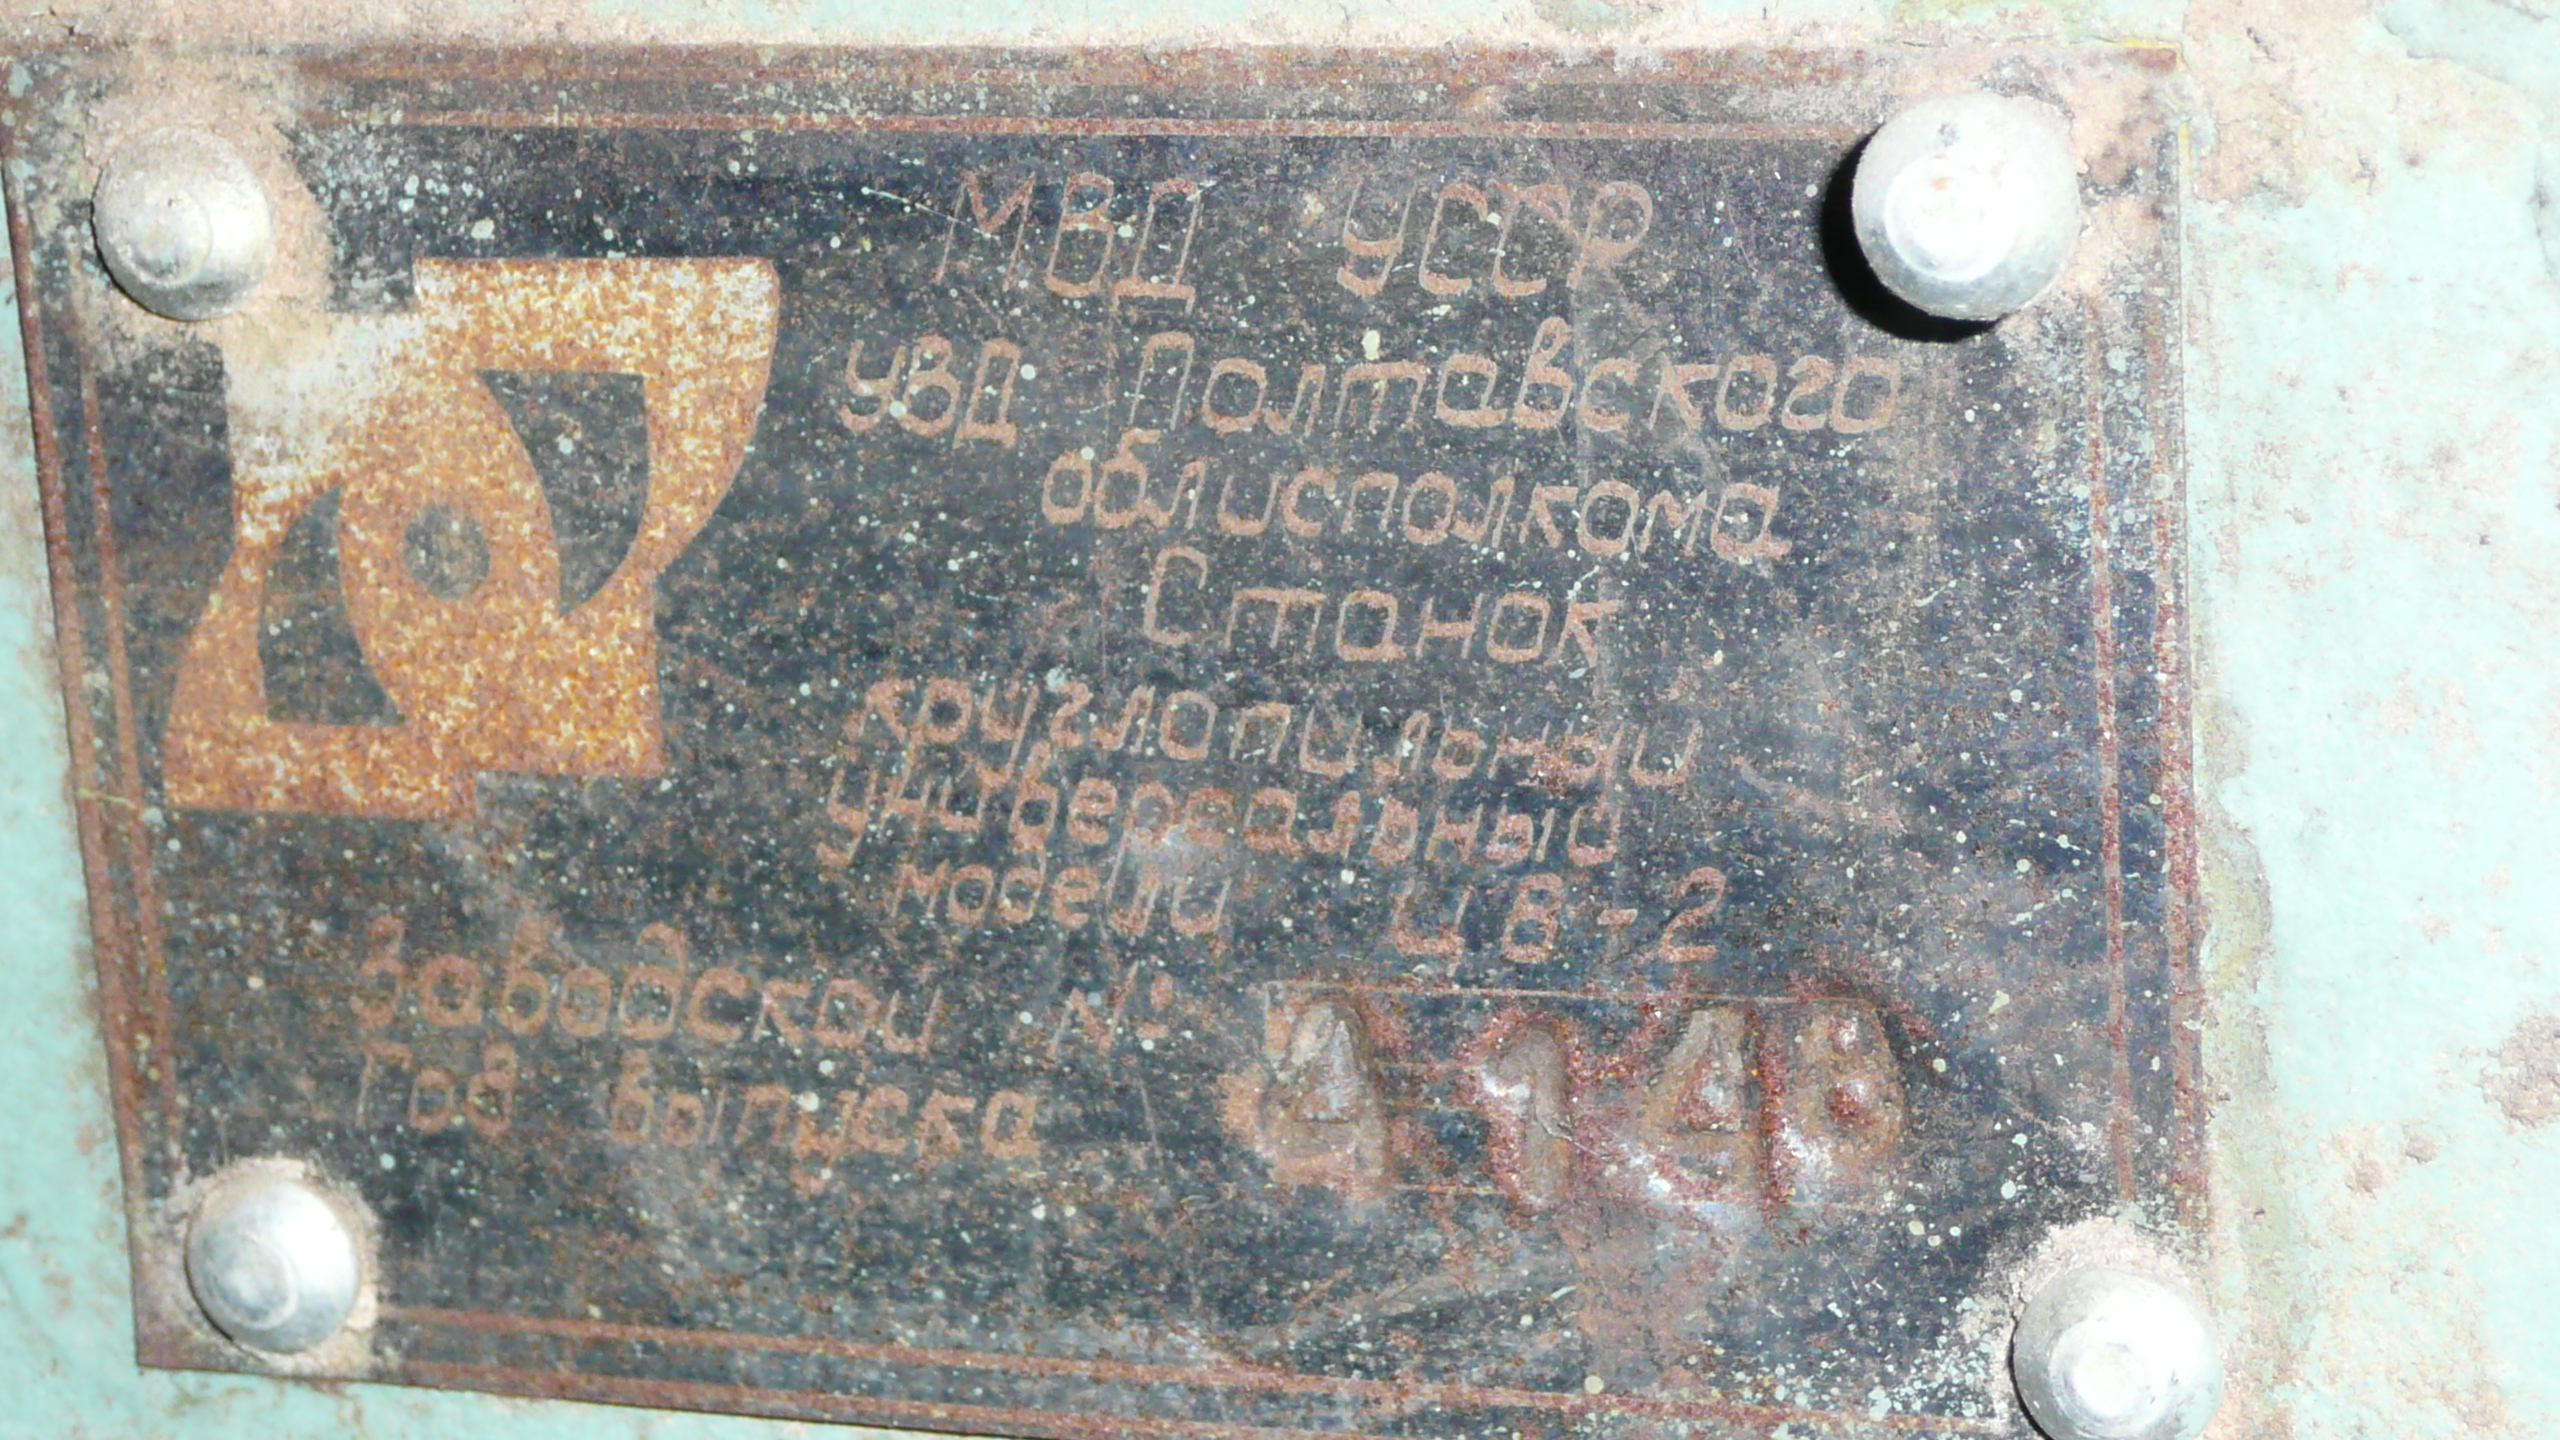 МВД УССР
УВД Полтавского
облисполкома
Станок
круглопильный
универсальный
модели ЦВ-2
Заводской №
Год выпуска